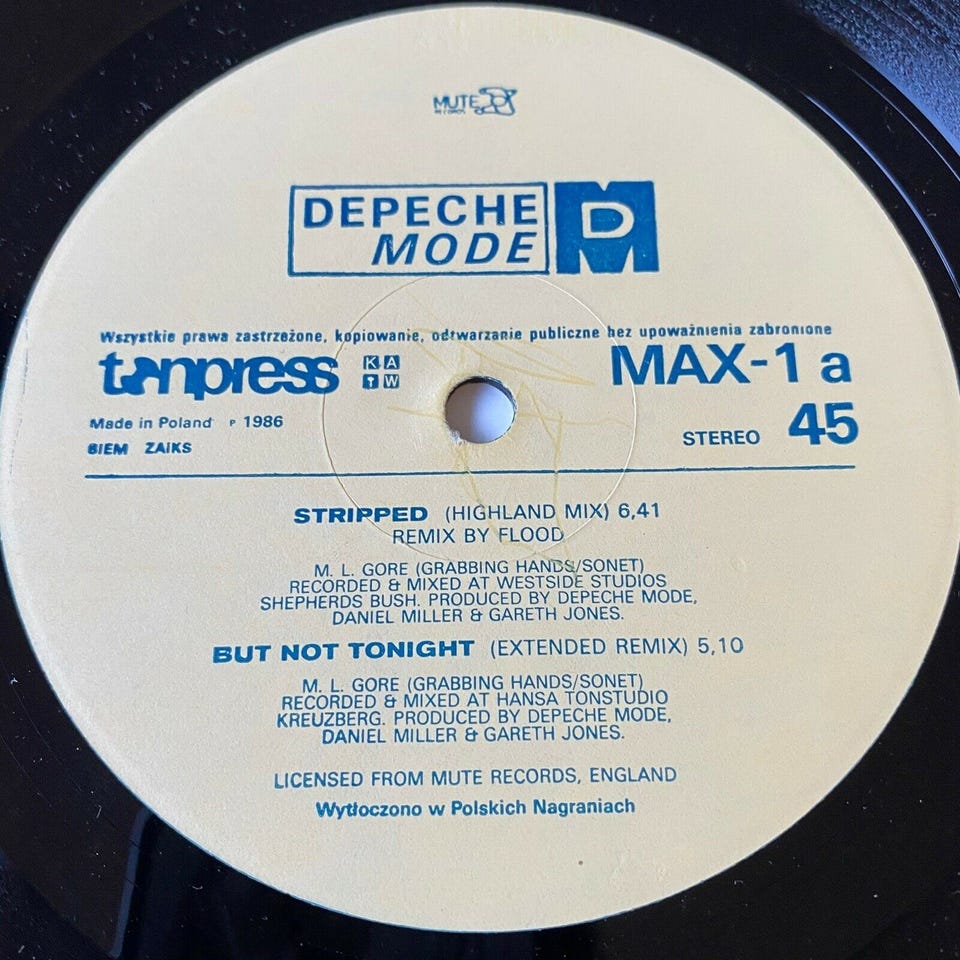 MUTE
RECORDS
DEPECHE
MODE
DM
Wszystkie prawa zastrzeżone, kopiowanie, odtwarzanie publiczne bez upoważnienia zabronione
tonpress
KA
TW
MAX-1 a
Made in Poland P 1986
STEREO 45
BIEM ZAiKS
STRIPPED (HIGHLAND MIX) 6,41
REMIX BY FLOOD
M. L. GORE (GRABBING HANDS/SONET)
RECORDED & MIXED AT WESTSIDE STUDIOS
SHEPHERDS BUSH. PRODUCED BY DEPECHE MODE,
DANIEL MILLER & GARETH JONES.
BUT NOT TONIGHT (EXTENDED REMIX) 5,10
M. L. GORE (GRABBING HANDS/SONET)
RECORDED & MIXED AT HANSA TONSTUDIO
KREUZBERG. PRODUCED BY DEPECHE MODE,
DANIEL MILLER & GARETH JONES.
LICENSED FROM MUTE RECORDS, ENGLAND
Wytłoczono w Polskich Nagraniach